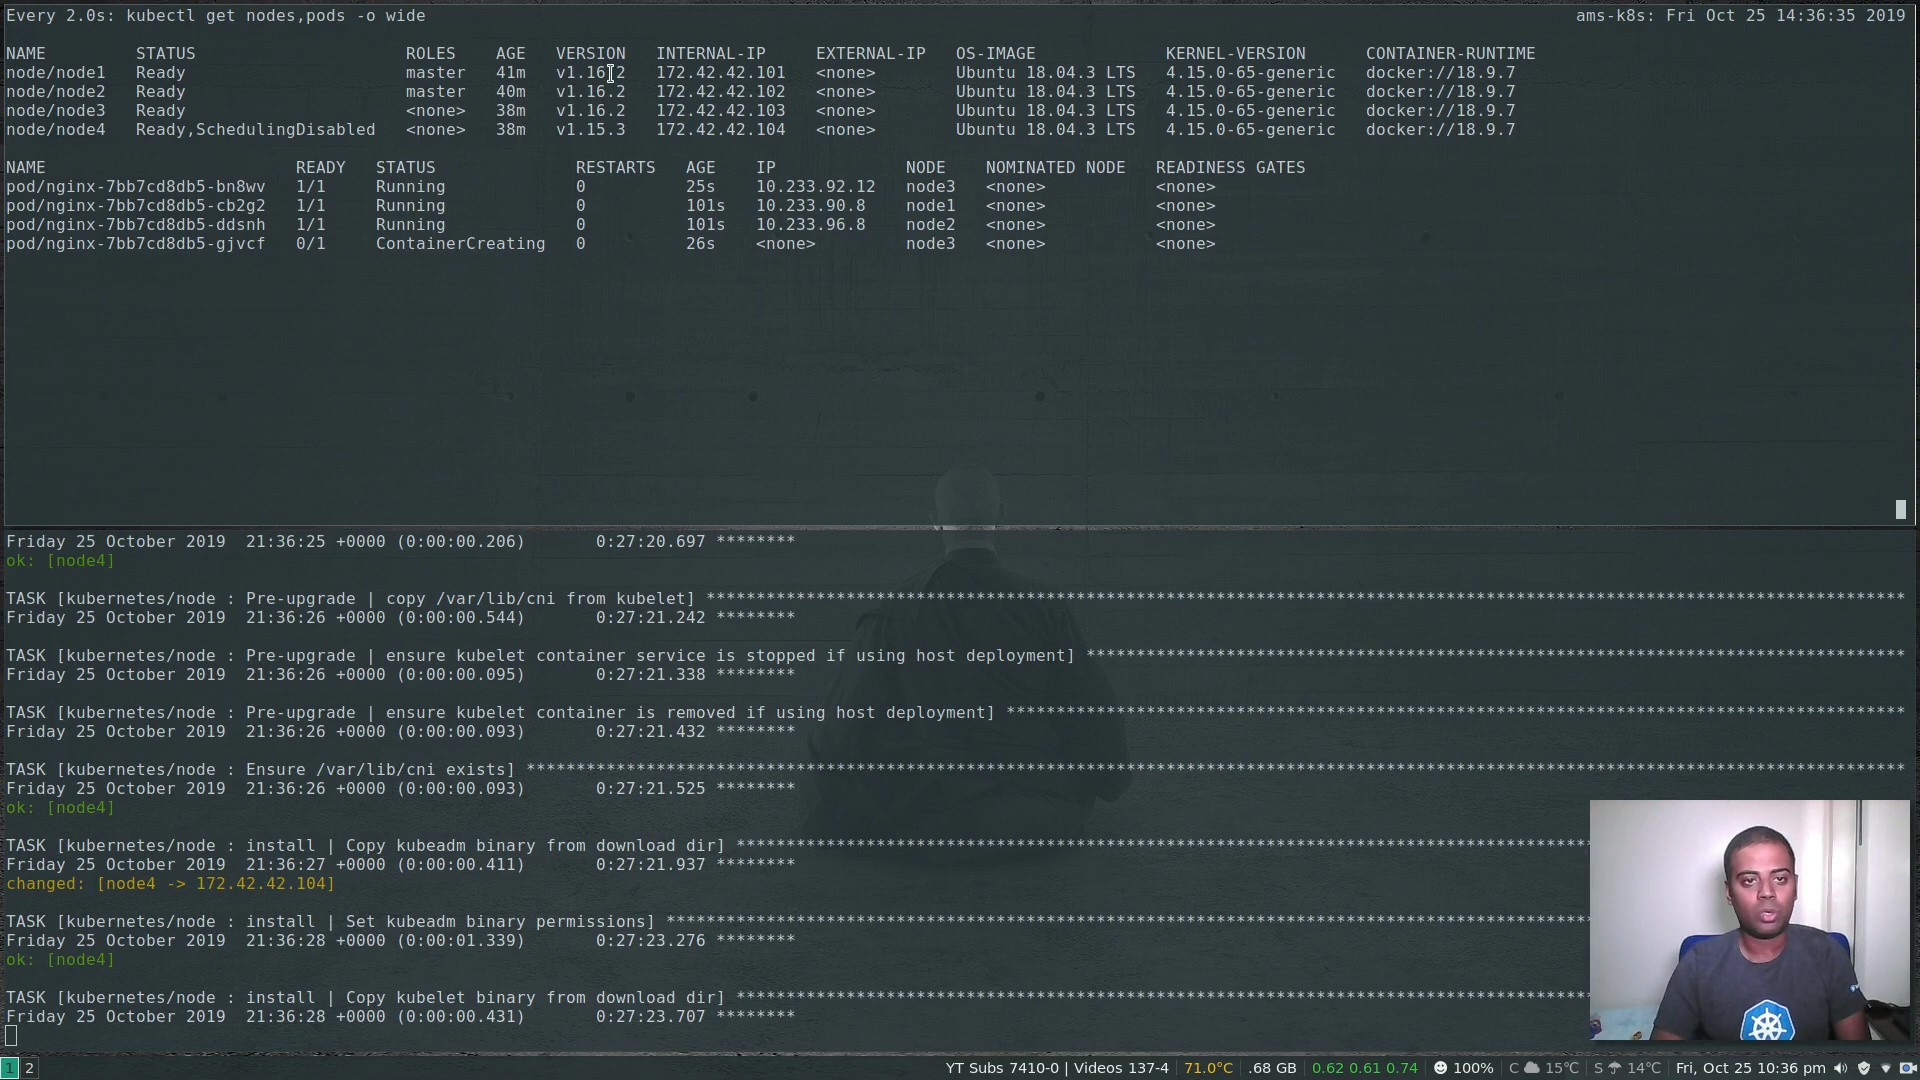 Every 2.0s: kubectl get nodes,pods -o wide    ams-k8s: Fri Oct 25 14:36:35 2019
NAME STATUS ROLES AGE VERSION INTERNAL-IP EXTERNAL-IP OS-IMAGE KERNEL-VERSION CONTAINER-RUNTIME
node/node1 Ready master 41m v1.16.2 172.42.42.101 <none> Ubuntu 18.04.3 LTS 4.15.0-65-generic docker://18.9.7
node/node2 Ready master 40m v1.16.2 172.42.42.102 <none> Ubuntu 18.04.3 LTS 4.15.0-65-generic docker://18.9.7
node/node3 Ready <none> 38m v1.16.2 172.42.42.103 <none> Ubuntu 18.04.3 LTS 4.15.0-65-generic docker://18.9.7
node/node4 Ready,SchedulingDisabled <none> 38m v1.15.3 172.42.42.104 <none> Ubuntu 18.04.3 LTS 4.15.0-65-generic docker://18.9.7
NAME READY STATUS RESTARTS AGE IP NODE NOMINATED NODE READINESS GATES
pod/nginx-7bb7cd8db5-bn8wv 1/1 Running 0 25s 10.233.92.12 node3 <none> <none>
pod/nginx-7bb7cd8db5-cb2g2 1/1 Running 0 101s 10.233.90.8 node1 <none> <none>
pod/nginx-7bb7cd8db5-ddsnh 1/1 Running 0 101s 10.233.96.8 node2 <none> <none>
pod/nginx-7bb7cd8db5-gjvcf 0/1 ContainerCreating 0 26s <none> node3 <none> <none>
Friday 25 October 2019 21:36:25 +0000 (0:00:00.206) 0:27:20.697 ********
ok: [node4]
TASK [kubernetes/node : Pre-upgrade | copy /var/lib/cni from kubelet] ************************************************************************************************************************
Friday 25 October 2019 21:36:26 +0000 (0:00:00.544) 0:27:21.242 ********
TASK [kubernetes/node : Pre-upgrade | ensure kubelet container service is stopped if using host deployment] **********************************************************************************
Friday 25 October 2019 21:36:26 +0000 (0:00:00.095) 0:27:21.338 ********
TASK [kubernetes/node : Pre-upgrade | ensure kubelet container is removed if using host deployment] ******************************************************************************************
Friday 25 October 2019 21:36:26 +0000 (0:00:00.093) 0:27:21.432 ********
TASK [kubernetes/node : Ensure /var/lib/cni exists] ******************************************************************************************************************************************
Friday 25 October 2019 21:36:26 +0000 (0:00:00.093) 0:27:21.525 ********
ok: [node4]
TASK [kubernetes/node : install | Copy kubeadm binary from download dir] **************************************************************************************
Friday 25 October 2019 21:36:27 +0000 (0:00:00.411) 0:27:21.937 ********
changed: [node4 -> 172.42.42.104]
TASK [kubernetes/node : install | Set kubeadm binary permissions] *********************************************************************************************
Friday 25 October 2019 21:36:28 +0000 (0:00:01.339) 0:27:23.276 ********
ok: [node4]
TASK [kubernetes/node : install | Copy kubelet binary from download dir] **************************************************************************************
Friday 25 October 2019 21:36:28 +0000 (0:00:00.431) 0:27:23.707 ********
1 2 YT Subs 7410-0 | Videos 137-4 71.0°C .68 GB 0.62 0.61 0.74 100% C 15°C S 14°C Fri, Oct 25 10:36 pm